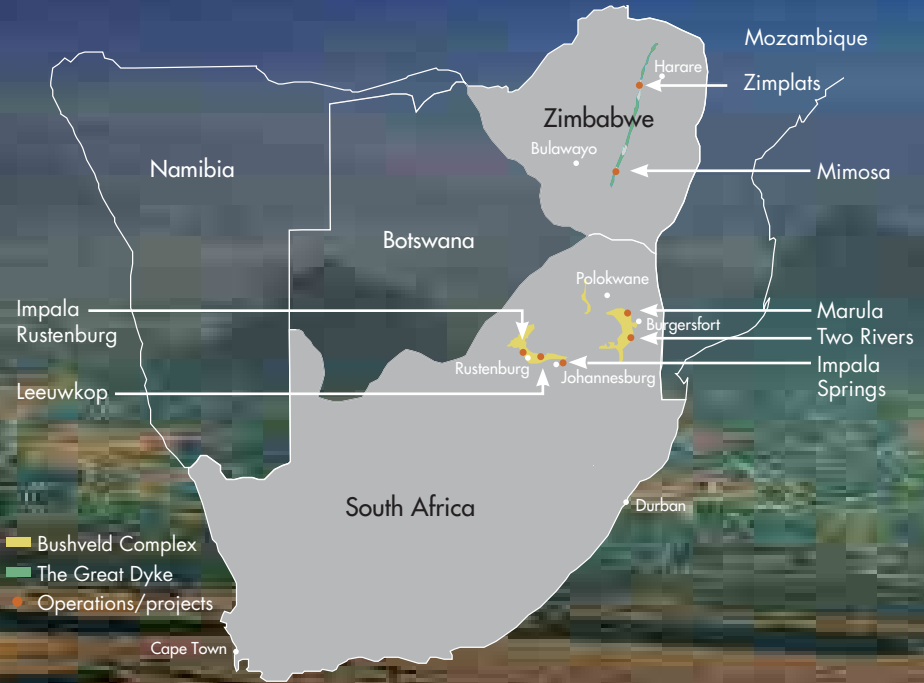 Mozambique
Harare
Zimplats
Zimbabwe
Bulawayo
Namibia
Mimosa
Botswana
Polokwane
Impala
Rustenburg
Marula
Burgersfort
Two Rivers
Rustenburg
Johannesburg
Impala
Springs
Leeuwkop
South Africa
Durban
Bushveld Complex
The Great Dyke
Operations/projects
Cape Town